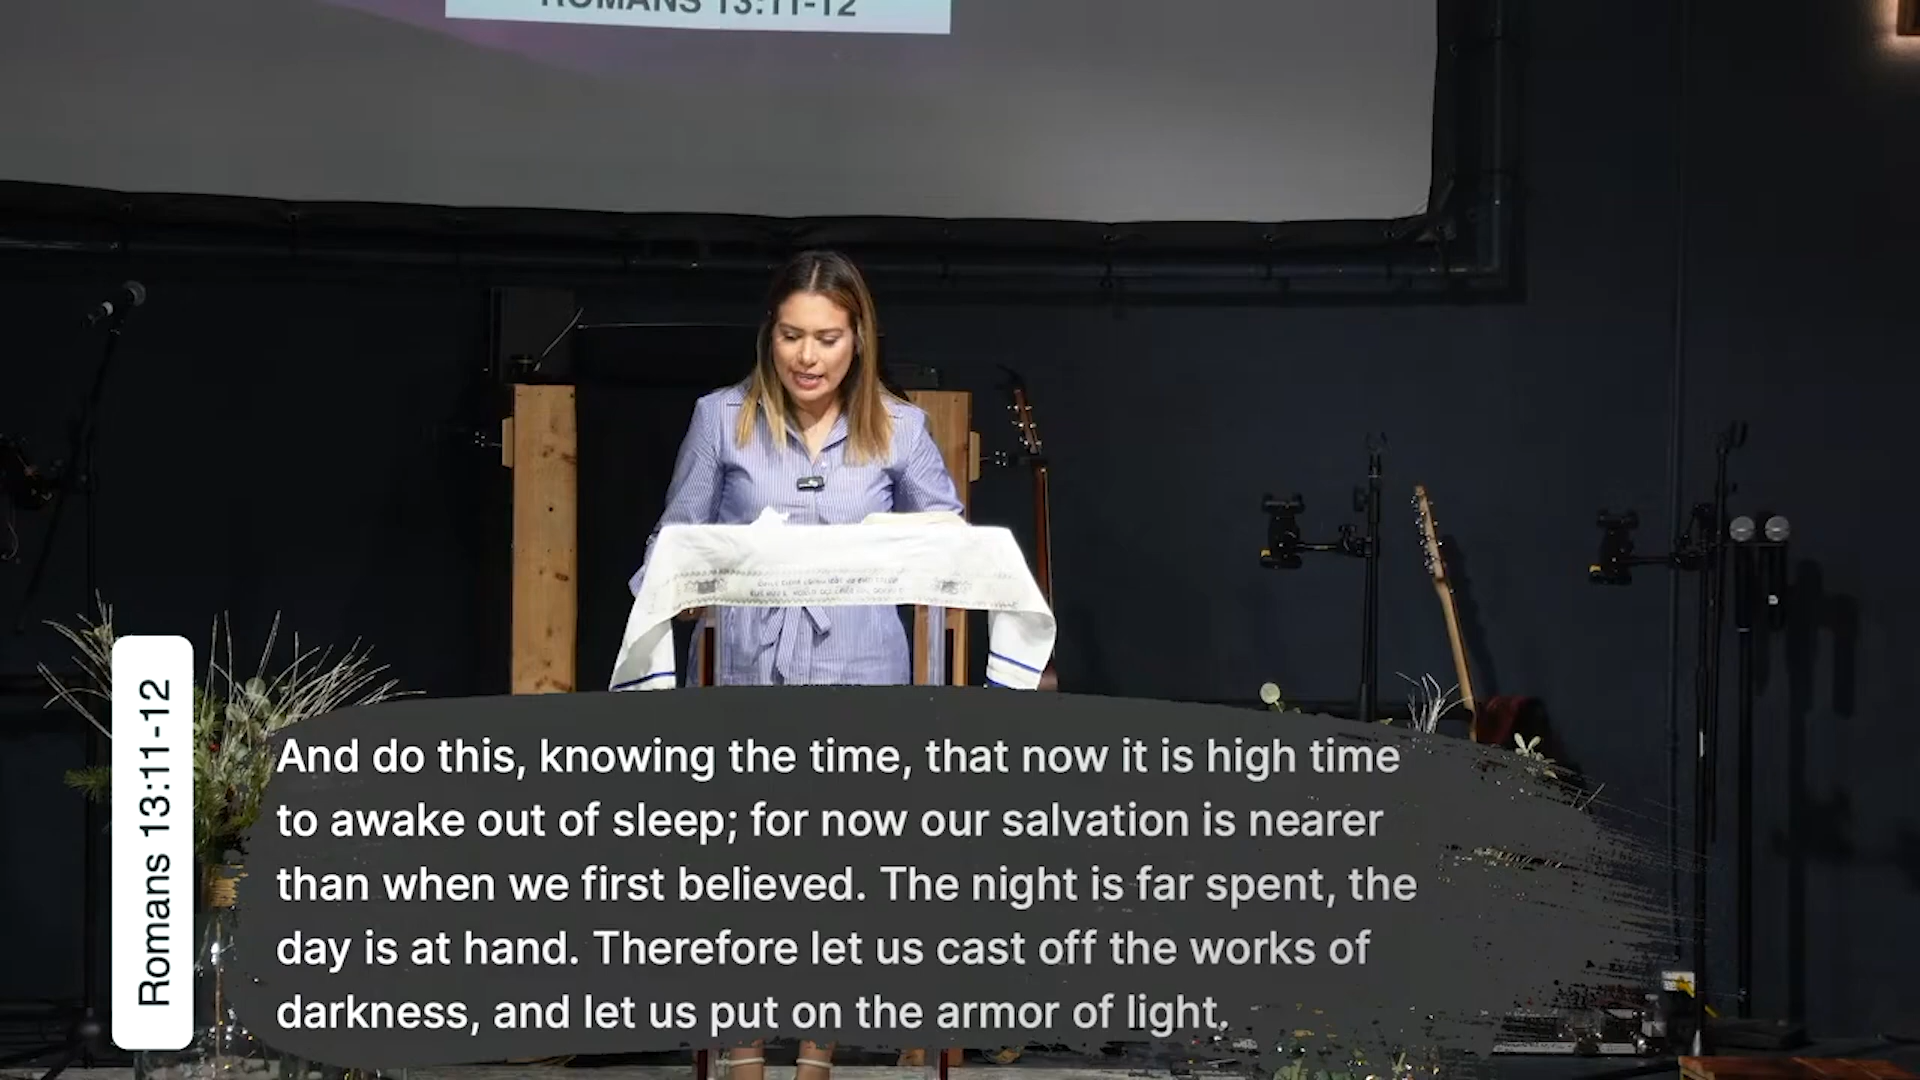 ROMANS 13:11-12
Romans 13:11-12
And do this, knowing the time, that now it is high time
to awake out of sleep; for now our salvation is nearer
than when we first believed. The night is far spent, the
day is at hand. Therefore let us cast off the works of
darkness, and let us put on the armor of light.